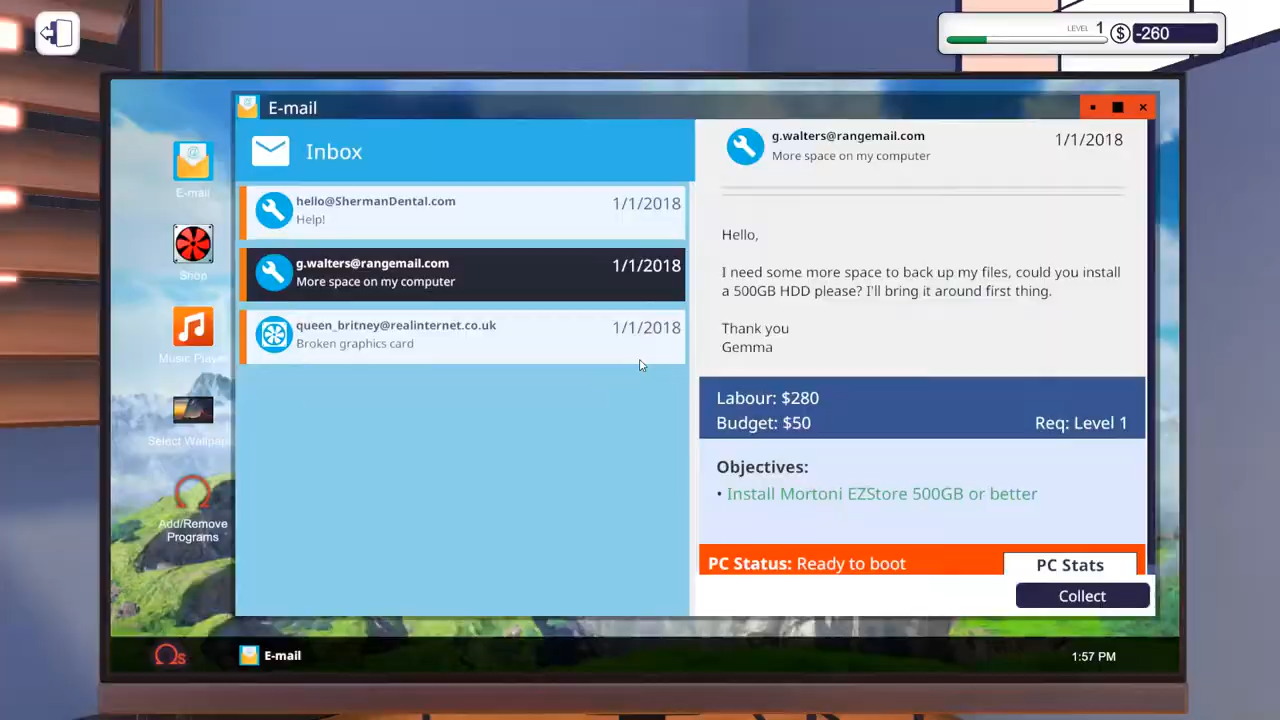 LEVEL 1 $ -260
E-mail
Inbox
hello@ShermanDental.com 1/1/2018
Help!
g.walters@rangemail.com 1/1/2018
More space on my computer
queen_britney@realinternet.co.uk 1/1/2018
Broken graphics card
g.walters@rangemail.com 1/1/2018
More space on my computer
Hello,
I need some more space to back up my files, could you install
a 500GB HDD please? I'll bring it around first thing.
Thank you
Gemma
Labour: $280
Budget: $50 Req: Level 1
Objectives:
• Install Mortoni EZStore 500GB or better
PC Status: Ready to boot PC Stats
Collect
E-mail
Shop
Music Player
Select Wallpap
Add/Remove
Programs
Ωs E-mail 1:57 PM